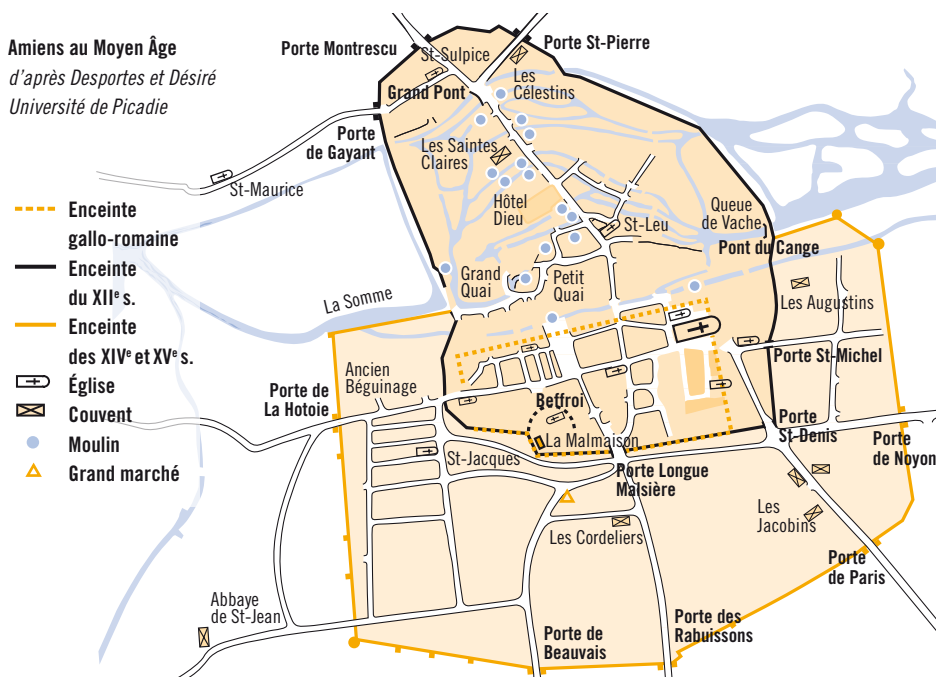 Amiens au Moyen Âge
d'après Desportes et Désiré
Université de Picadie
Porte Montrescu
Porte St-Pierre
St-Sulpice
Les
Célestins
Grand Pont
Porte
de Gayant
Les Saintes
Claires
St-Maurice
Hôtel
Dieu
St-Leu
Queue
de Vache
Pont du Cange
Grand
Quai
Petit
Quai
La Somme
Les Augustins
Enceinte
gallo-romaine
Enceinte
du XIIe s.
Enceinte
des XIVe et XVe s.
Église
Couvent
Moulin
Grand marché
Porte St-Michel
Ancien
Béguinage
Porte de
La Hotoie
Beffroi
La Malmaison
Porte
St-Denis
Porte
de Noyon
St-Jacques
Porte Longue
Maisière
Les Cordeliers
Les
Jacobins
Porte
de Paris
Abbaye
de St-Jean
Porte de
Beauvais
Porte des
Rabuissons